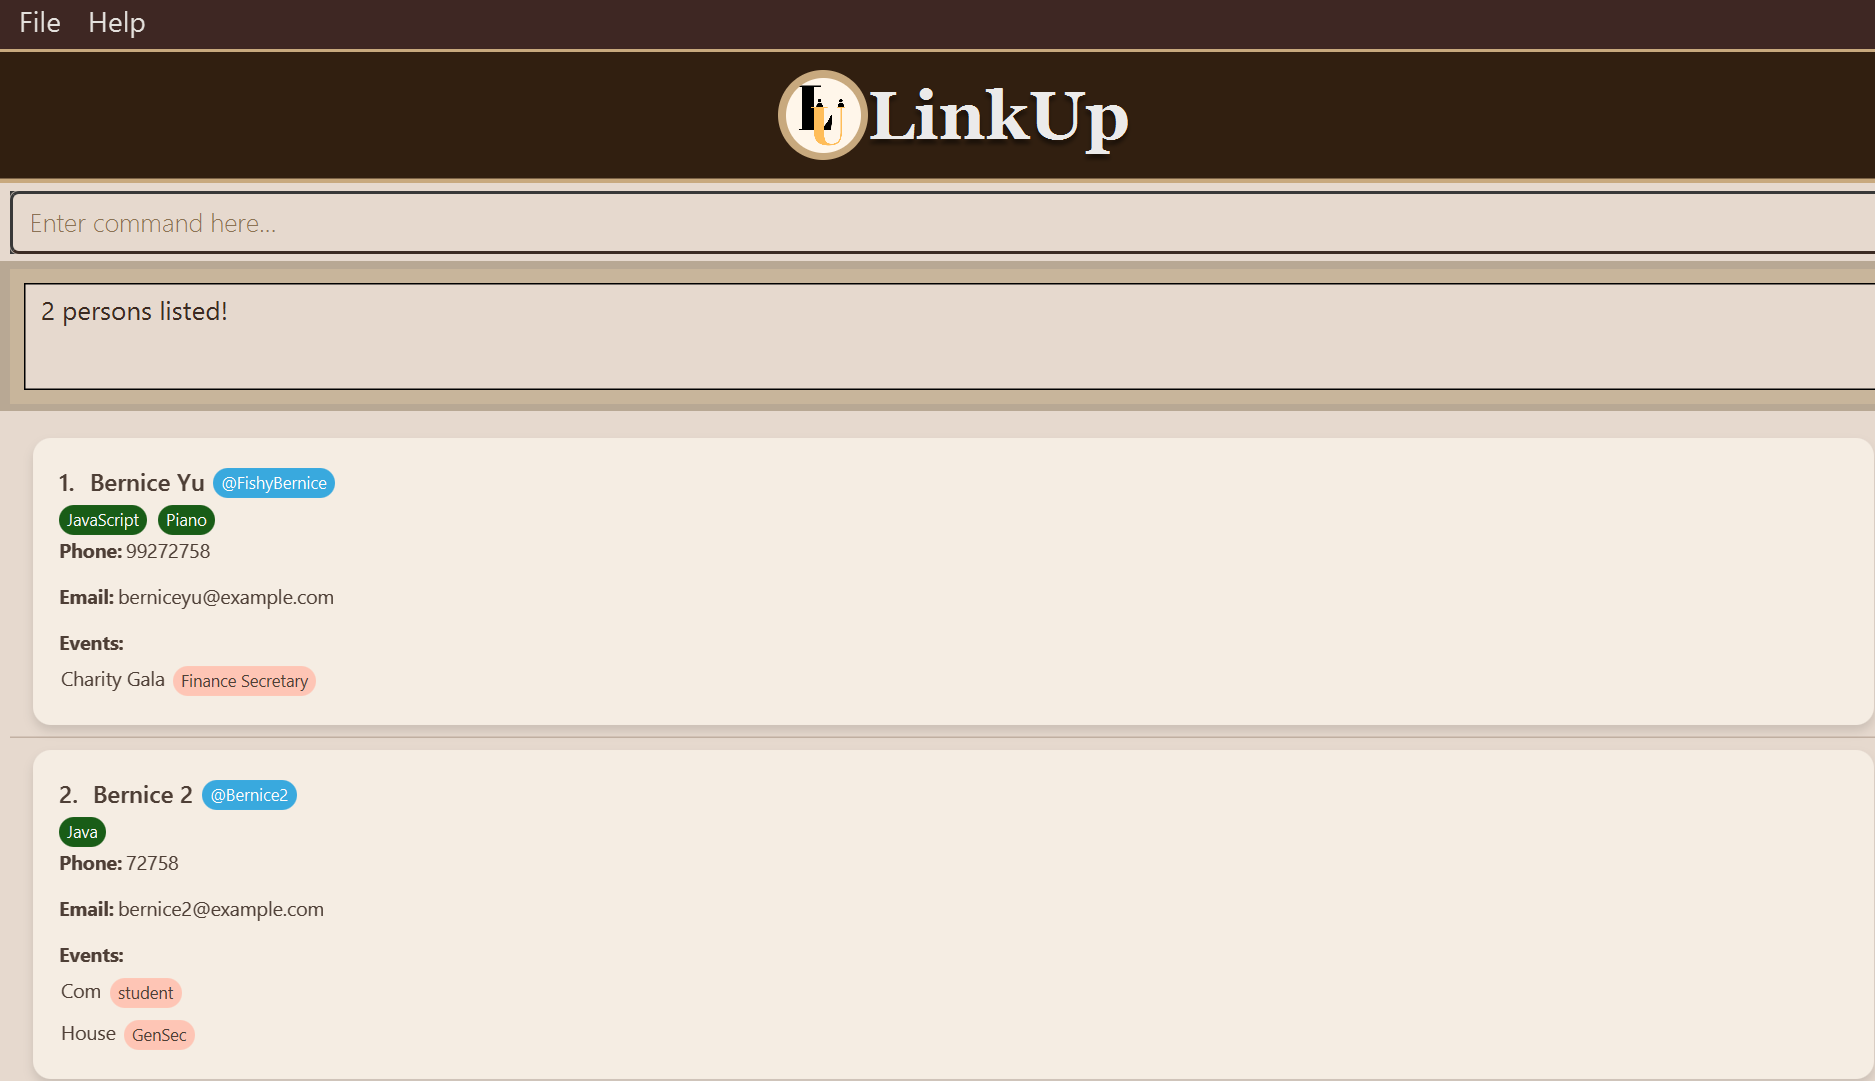 File Help
LU LinkUp
Enter command here...
2 persons listed!
1. Bernice Yu @FishyBernice
JavaScript Piano
Phone: 99272758
Email: berniceyu@example.com
Events:
Charity Gala Finance Secretary
2. Bernice 2 @Bernice2
Java
Phone: 72758
Email: bernice2@example.com
Events:
Com student
House GenSec